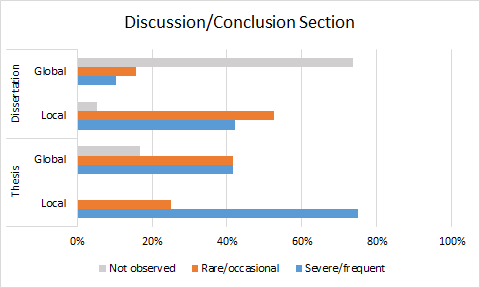 Discussion/Conclusion Section
Dissertation
Global
Local
Thesis
Global
Local
0% 20% 40% 60% 80% 100%
Not observed Rare/occasional Severe/frequent